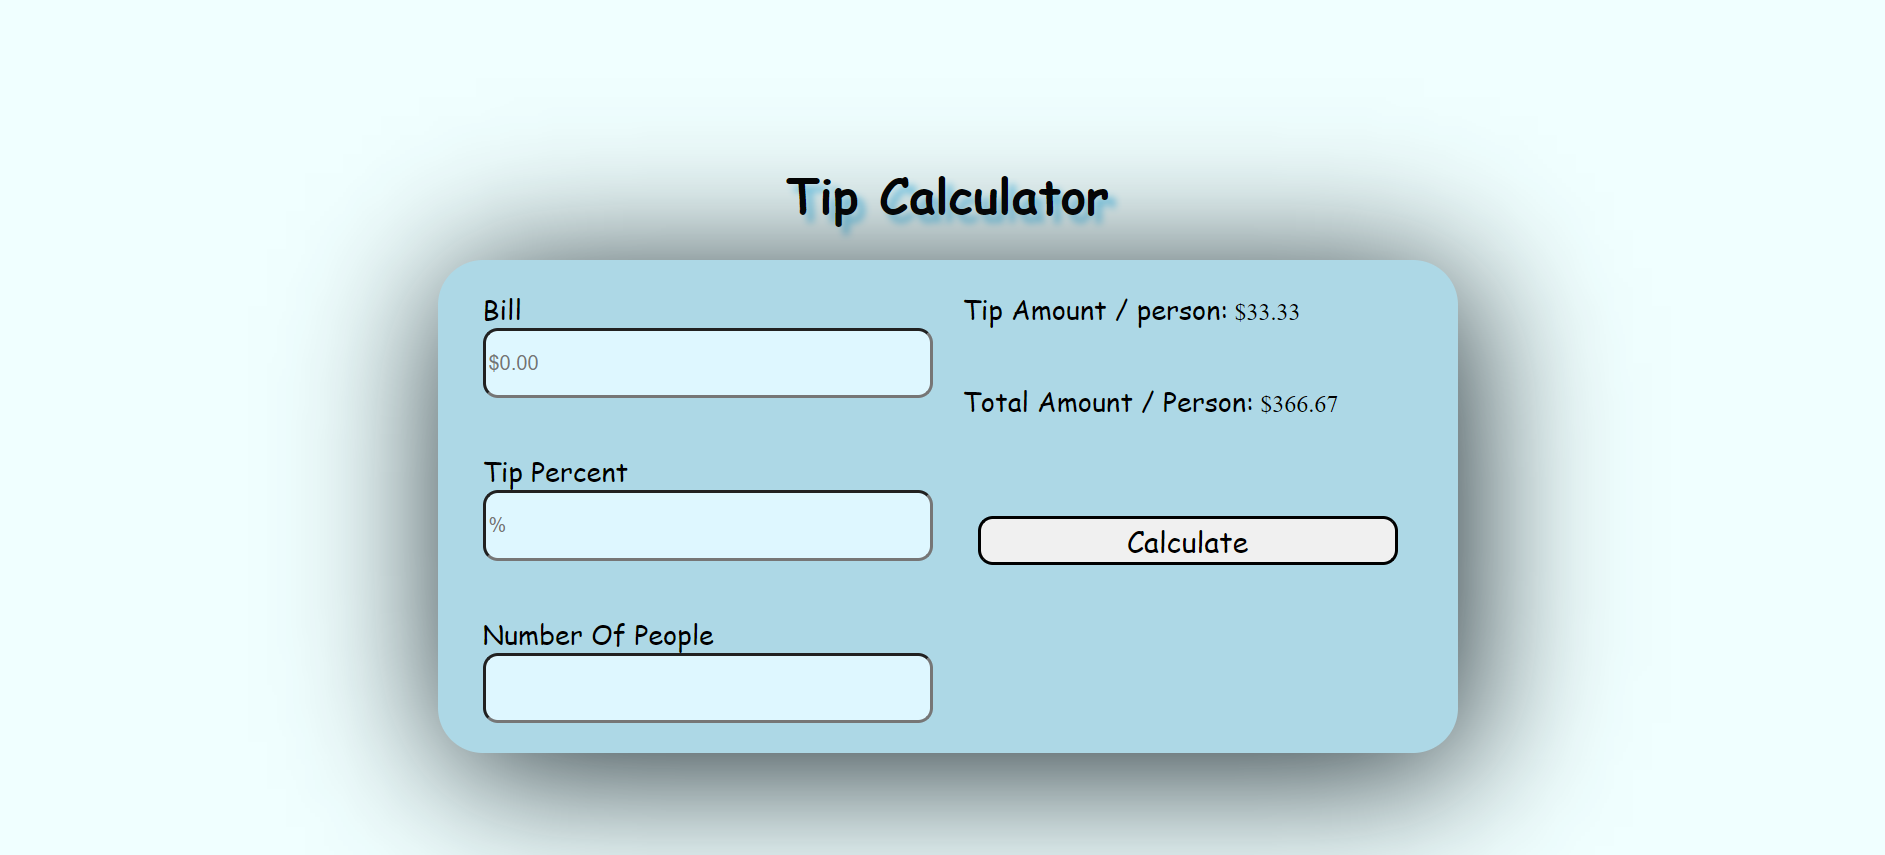 Tip Calculator
Bill
$0.00
Tip Percent
%
Number Of People
Tip Amount / person: $33.33
Total Amount / Person: $366.67
Calculate